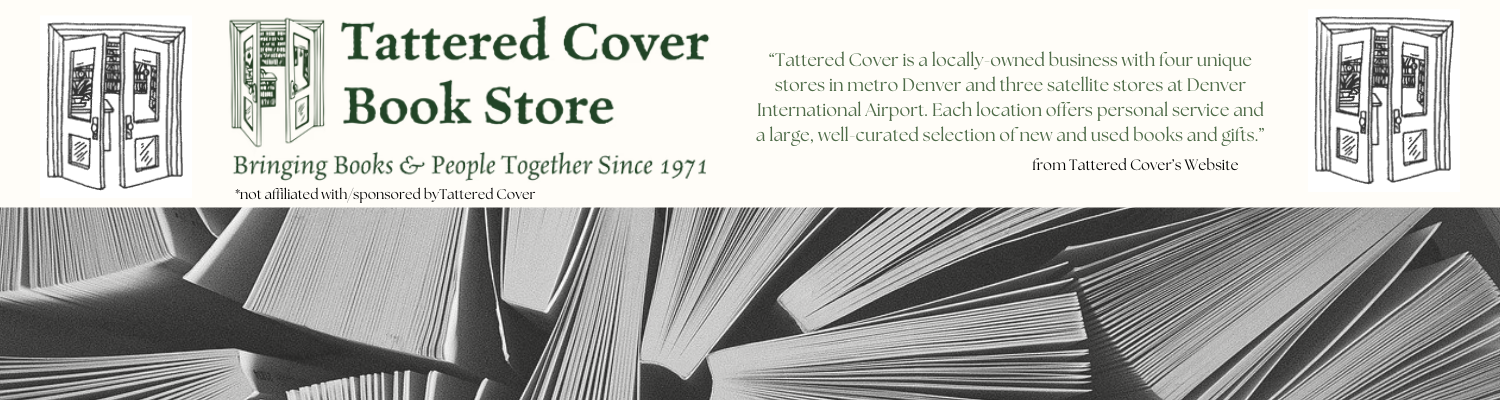 Tattered Cover
Book Store
Bringing Books & People Together Since 1971
*not affiliated with/sponsored byTattered Cover
“Tattered Cover is a locally-owned business with four unique
stores in metro Denver and three satellite stores at Denver
International Airport. Each location offers personal service and
a large, well-curated selection of new and used books and gifts.”
from Tattered Cover’s Website